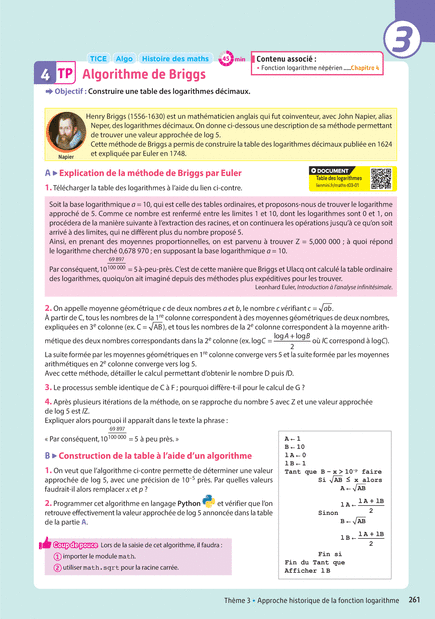 3
TICE Algo Histoire des maths 45 min
Contenu associé :
• Fonction logarithme népérien ....Chapitre 4
4 TP Algorithme de Briggs
➡ Objectif : Construire une table des logarithmes décimaux.
Henry Briggs (1556-1630) est un mathématicien anglais qui fut coinventeur, avec John Napier, alias
Neper, des logarithmes décimaux. On donne ci-dessous une description de sa méthode permettant
de trouver une valeur approchée de log 5.
Cette méthode de Briggs a permis de construire la table des logarithmes décimaux publiée en 1624
et expliquée par Euler en 1748.
Napier
A ▶ Explication de la méthode de Briggs par Euler
DOCUMENT
Table des logarithmes
1. Télécharger la table des logarithmes à l'aide du lien ci-contre.
Soit la base logarithmique a = 10, qui est celle des tables ordinaires, et proposons-nous de trouver le logarithme
approché de 5. Comme ce nombre est renfermé entre les limites 1 et 10, dont les logarithmes sont 0 et 1, on
procédera de la manière suivante à l'extraction des racines, et on continuera les opérations jusqu'à ce qu'on soit
arrivé à des limites, qui ne diffèrent plus du nombre proposé 5.
Ainsi, en prenant des moyennes proportionnelles, on est parvenu à trouver Z = 5,000 000 ; à quoi répond
le logarithme cherché 0,678 970 ; en supposant la base logarithmique a = 10.
Par conséquent, 10^(69 897/100 000) = 5 à-peu-près. C'est de cette manière que Briggs et Ulacq ont calculé la table ordinaire
des logarithmes, quoiqu'on ait imaginé depuis des méthodes plus expéditives pour les trouver.
Leonhard Euler, Introduction à l'analyse infinitésimale.
2. On appelle moyenne géométrique c de deux nombres a et b, le nombre c vérifiant c = √ab.
À partir de C, tous les nombres de la 1re colonne correspondent à des moyennes géométriques de deux nombres,
expliquées en 3e colonne (ex. C = √(AB)), et tous les nombres de la 2e colonne correspondent à la moyenne arith-
métique des deux nombres correspondants dans la 2e colonne (ex. logC = (logA + logB)/2 où lC correspond à logC).
La suite formée par les moyennes géométriques en 1re colonne converge vers 5 et la suite formée par les moyennes
arithmétiques en 2e colonne converge vers log 5.
Avec cette méthode, détailler le calcul permettant d'obtenir le nombre D puis lD.
3. Le processus semble identique de C à F ; pourquoi diffère-t-il pour le calcul de G ?
4. Après plusieurs itérations de la méthode, on se rapproche du nombre 5 avec Z et une valeur approchée
de log 5 est lZ.
Expliquer alors pourquoi il apparaît dans le texte la phrase :
« Par conséquent, 10^(69 897/100 000) = 5 à peu près. »
B ▶ Construction de la table à l'aide d'un algorithme
1. On veut que l'algorithme ci-contre permette de déterminer une valeur
approchée de log 5, avec une précision de 10⁻⁵ près. Par quelles valeurs
faudrait-il alors remplacer x et p ?
2. Programmer cet algorithme en langage Python et vérifier que l'on
retrouve effectivement la valeur approchée de log 5 annoncée dans la table
de la partie A.
Coup de pouce Lors de la saisie de cet algorithme, il faudra :
1 importer le module math.
2 utiliser math.sqrt pour la racine carrée.
A ← 1
B ← 10
lA ← 0
lB ← 1
Tant que B – x ≥ 10⁻ᵖ faire
Si √AB ≤ x alors
A ← √AB
lA ← (lA + lB)/2
Sinon
B ← √AB
lB ← (lA + lB)/2
Fin si
Fin du Tant que
Afficher lB
Thème 3 • Approche historique de la fonction logarithme 261